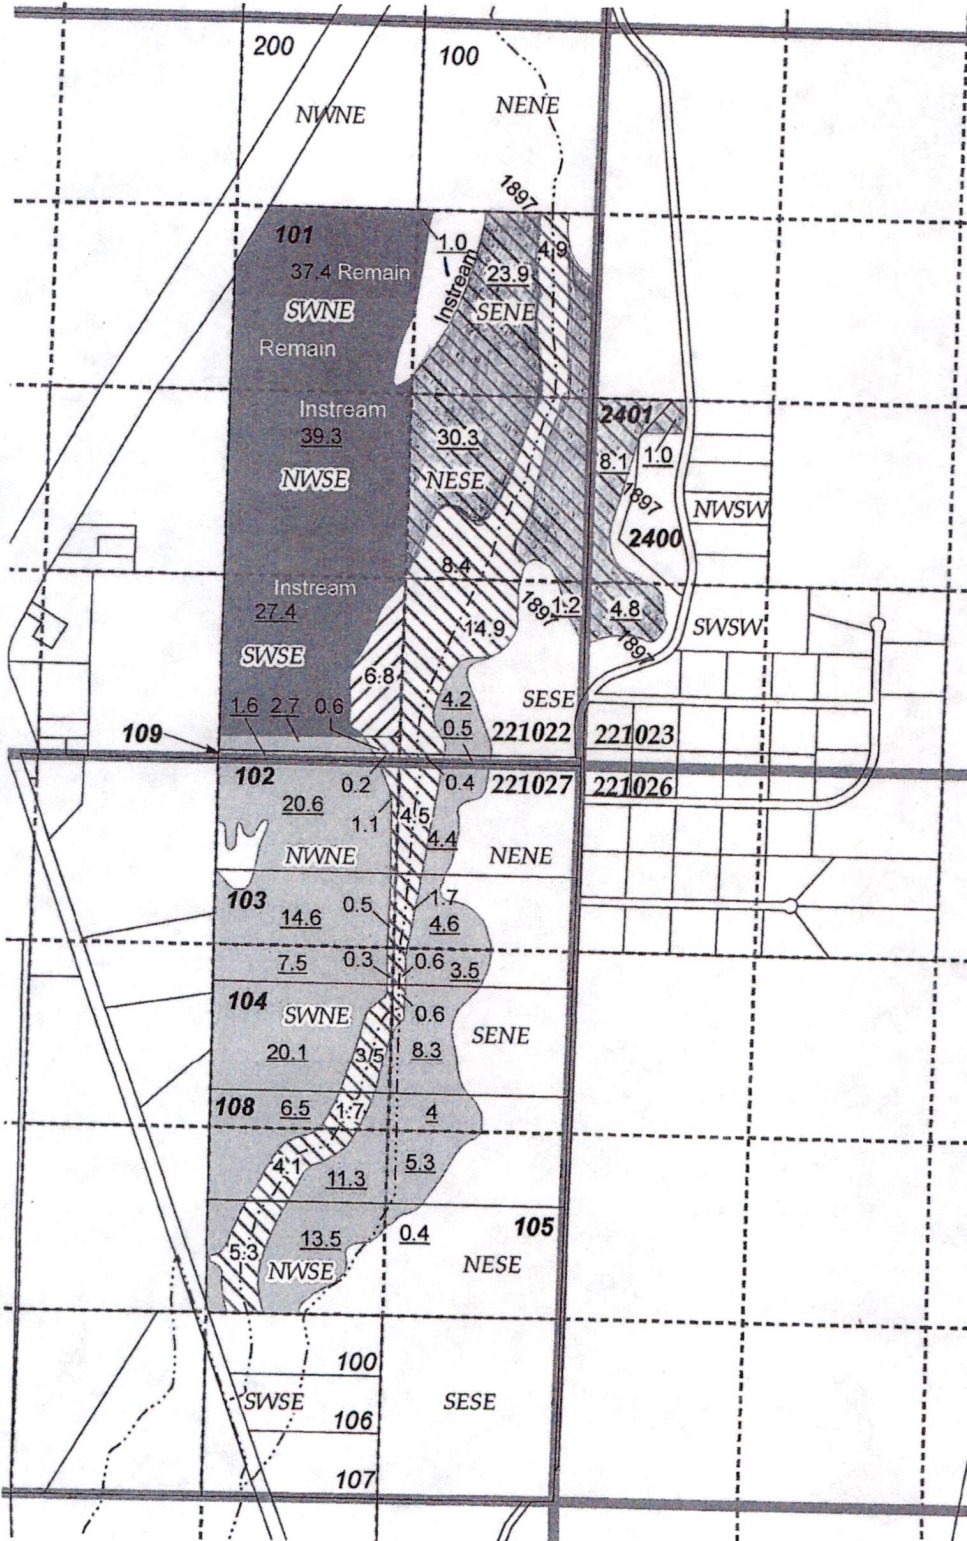 200
100
NWNE
NENE
1897
101
1.0
4.9
37.4 Remain
23.9
Instream
SWNE
SENE
Remain
Instream
2401
39.3
30.3
8.1
1.0
NWSE
NESE
1897
NWSW
2400
8.4
Instream
27.4
1897
1.2
4.8
14.9
SWSW
SWSE
1897
6.8
4.2
SESE
1.6
2.7
0.6
0.5
221022
221023
109
102
0.2
0.4
221027
221026
20.6
1.1
4.5
4.4
NWNE
NENE
103
0.5
1.7
14.6
4.6
7.5
0.3
0.6
3.5
104
SWNE
0.6
SENE
20.1
3.5
8.3
108
6.5
1.7
4
4.1
11.3
5.3
13.5
0.4
105
5.3
NWSE
NESE
100
SWSE
SESE
106
107